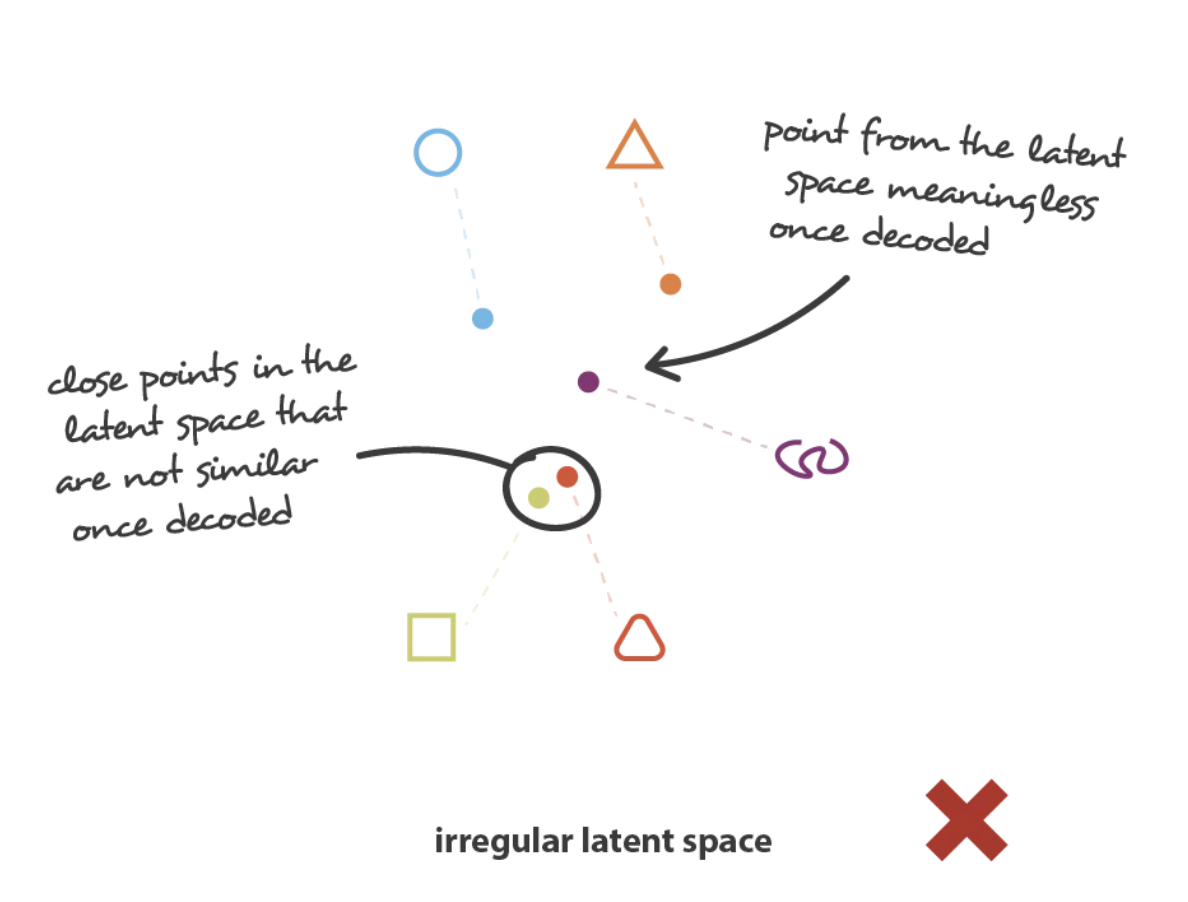 point from the latent
space meaningless
once decoded
close points in the
latent space that
are not similar
once decoded
irregular latent space